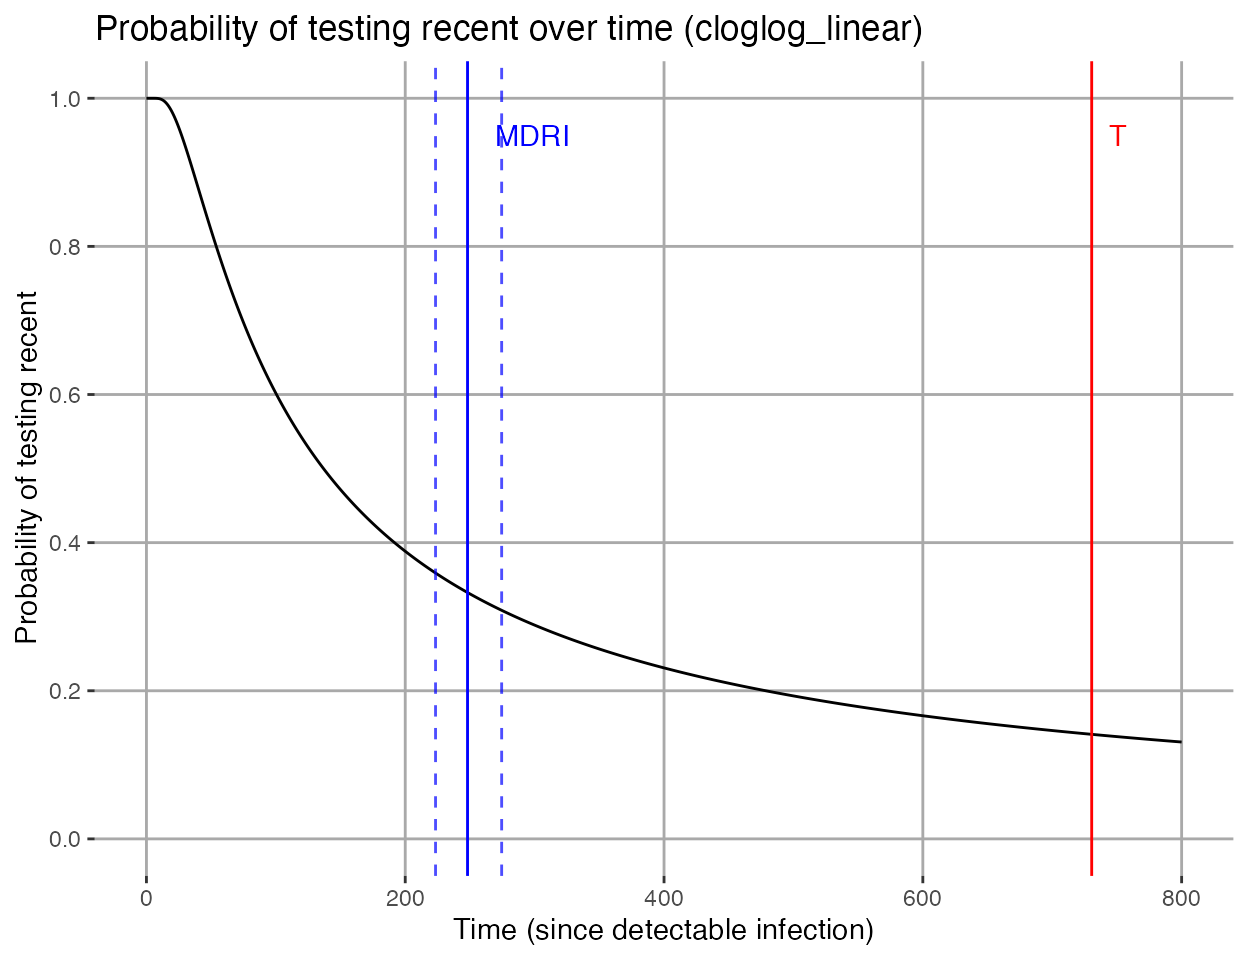 Probability of testing recent over time (cloglog_linear)
Probability of testing recent
1.0
0.8
0.6
0.4
0.2
0.0
MDRI
T
0 200 400 600 800
Time (since detectable infection)